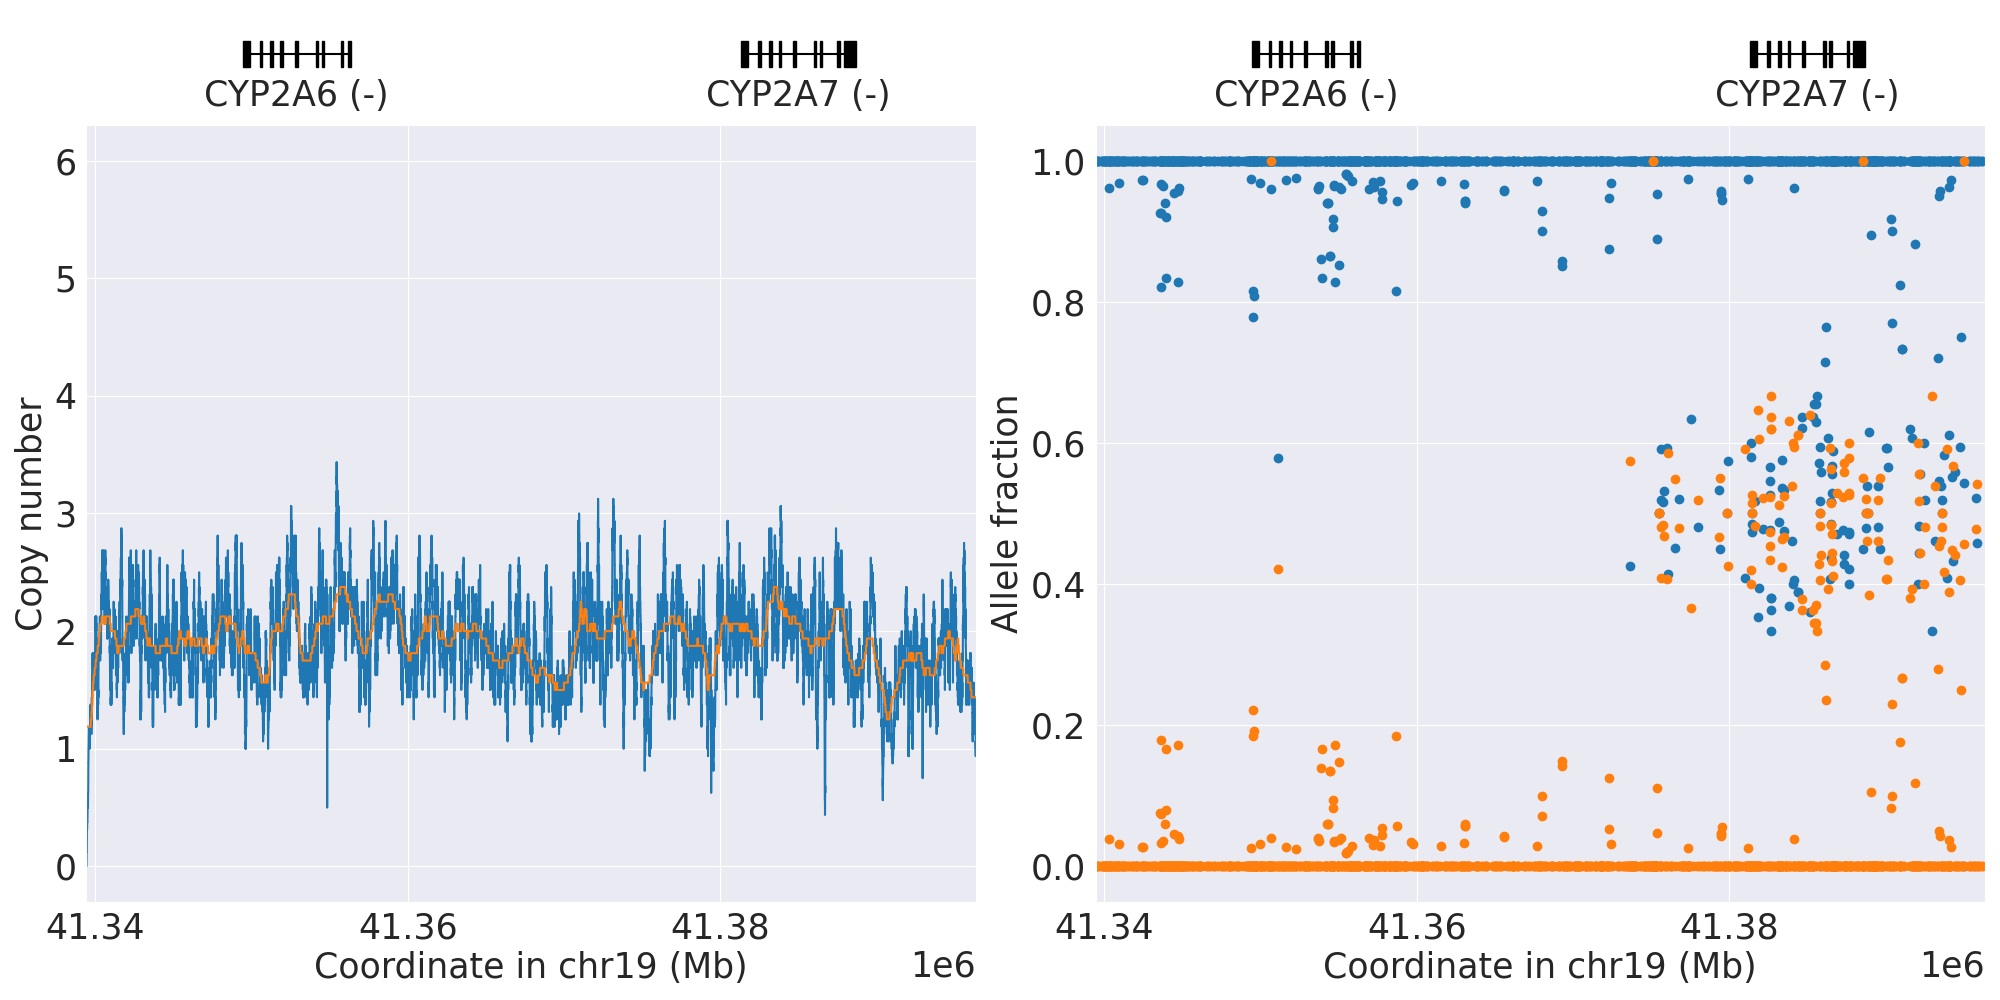 CYP2A6 (-)
CYP2A7 (-)
6
5
4
3
2
1
0
Copy number
41.34
41.36
41.38
Coordinate in chr19 (Mb)
1e6
CYP2A6 (-)
CYP2A7 (-)
1.0
0.8
0.6
0.4
0.2
0.0
Allele fraction
41.34
41.36
41.38
Coordinate in chr19 (Mb)
1e6